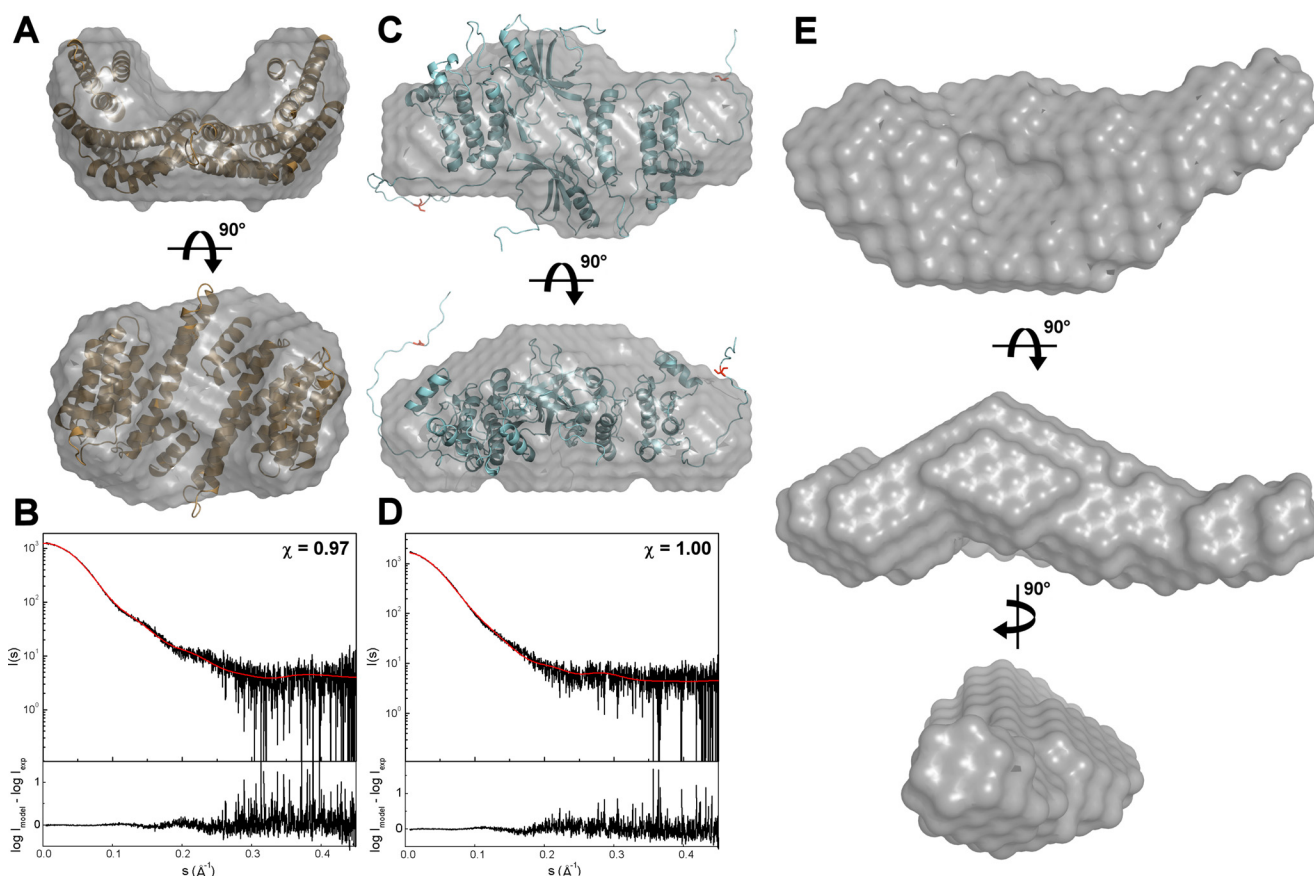 A
C
E
90°
90°
90°
90°
B
D
χ = 0.97
χ = 1.00
I(s)
10³
10²
10¹
10⁰
10³
10²
10¹
10⁰
log I_model - log I_exp
1
0
1
0
0.0
0.1
0.2
0.3
0.4
0.0
0.1
0.2
0.3
0.4
s (Å⁻¹)
s (Å⁻¹)
I(s)
log I_model - log I_exp